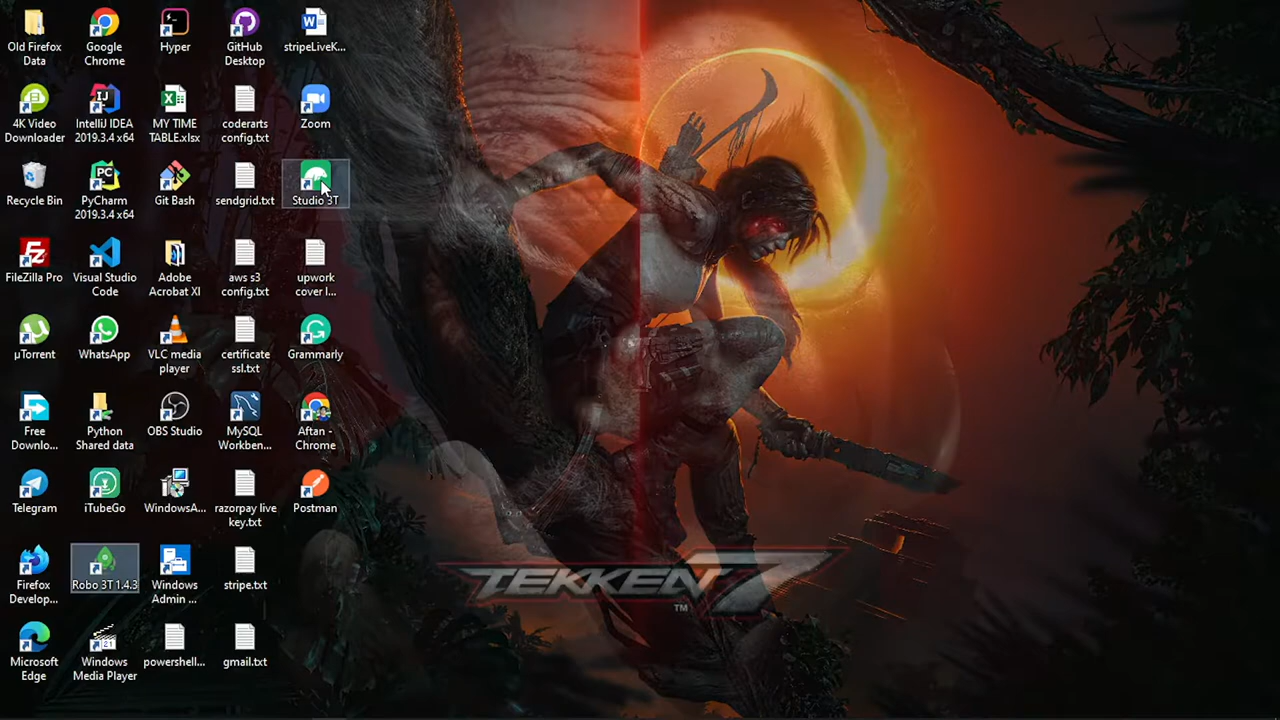 Old Firefox
Data
Google
Chrome
Hyper
GitHub
Desktop
stripeLiveK...
4K Video
Downloader
IntelliJ IDEA
2019.3.4 x64
MY TIME
TABLE.xlsx
coderarts
config.txt
Zoom
Recycle Bin
PyCharm
2019.3.4 x64
Git Bash
sendgrid.txt
Studio 3T
FileZilla Pro
Visual Studio
Code
Adobe
Acrobat XI
aws s3
config.txt
upwork
cover l...
µTorrent
WhatsApp
VLC media
player
certificate
ssl.txt
Grammarly
Free
Downlo...
Python
Shared data
OBS Studio
MySQL
Workben...
Aftan -
Chrome
Telegram
iTubeGo
WindowsA...
razorpay live
key.txt
Postman
Firefox
Develop...
Robo 3T 1.4.3
Windows
Admin ...
stripe.txt
Microsoft
Edge
Windows
Media Player
powershell...
gmail.txt
TEKKEN 7
TM